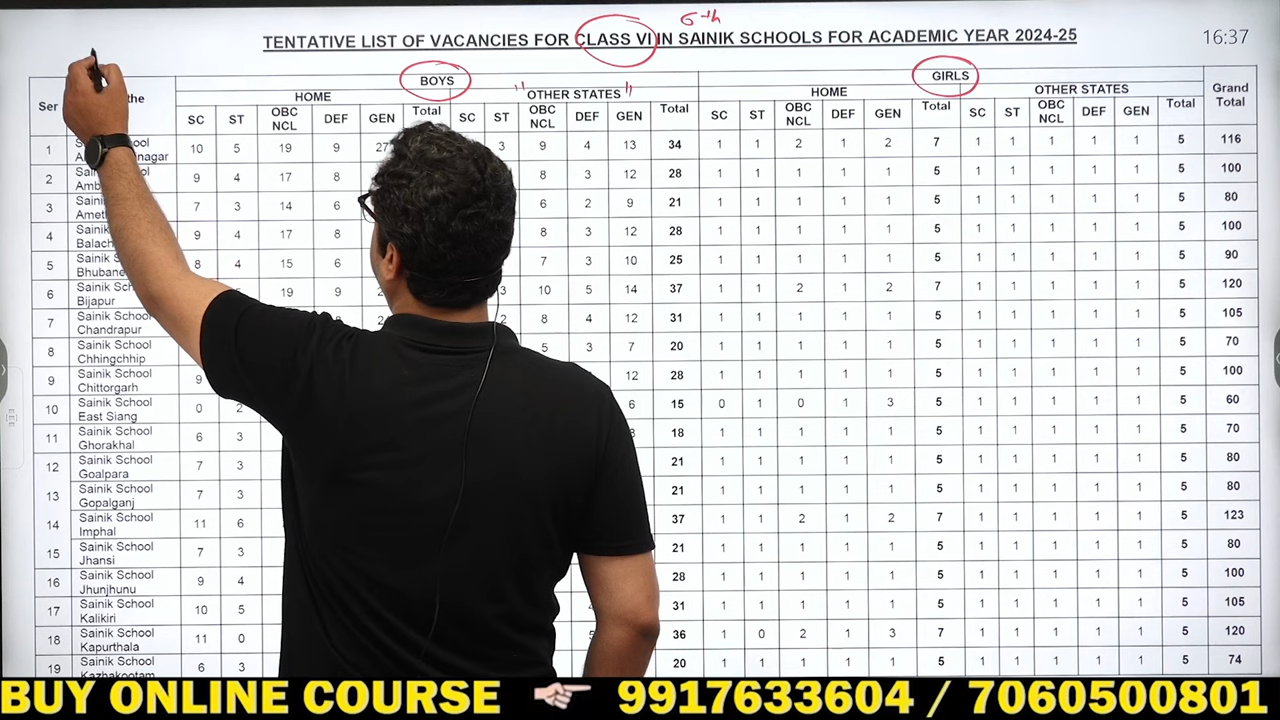 6th
TENTATIVE LIST OF VACANCIES FOR CLASS VI IN SAINIK SCHOOLS FOR ACADEMIC YEAR 2024-25
16:37
BOYS GIRLS
Ser the HOME " OTHER STATES " HOME OTHER STATES Grand Total
SC ST OBC NCL DEF GEN Total SC ST OBC NCL DEF GEN Total SC ST OBC NCL DEF GEN Total SC ST OBC NCL DEF GEN Total
1 nagar 10 5 19 9 27 3 9 4 13 34 1 1 2 1 2 7 1 1 1 1 1 5 116
2 9 4 17 8 8 3 12 28 1 1 1 1 1 5 1 1 1 1 1 5 100
3 7 3 14 6 6 2 9 21 1 1 1 1 1 5 1 1 1 1 1 5 80
4 Sainik 9 4 17 8 8 3 12 28 1 1 1 1 1 5 1 1 1 1 1 5 100
5 Sainik 8 4 15 6 7 3 10 25 1 1 1 1 1 5 1 1 1 1 1 5 90
6 Sainik Bijapur 19 9 3 10 5 14 37 1 1 2 1 2 7 1 1 1 1 1 5 120
7 Sainik School Chandrapur 2 8 4 12 31 1 1 1 1 1 5 1 1 1 1 1 5 105
8 Sainik School Chhingchhip 5 3 7 20 1 1 1 1 1 5 1 1 1 1 1 5 70
9 Sainik School Chittorgarh 9 12 28 1 1 1 1 1 5 1 1 1 1 1 5 100
10 Sainik School East Siang 0 2 6 15 0 1 0 1 3 5 1 1 1 1 1 5 60
11 Sainik School Ghorakhal 6 3 18 1 1 1 1 1 5 1 1 1 1 1 5 70
12 Sainik School Goalpara 7 3 21 1 1 1 1 1 5 1 1 1 1 1 5 80
13 Sainik School Gopalganj 7 3 21 1 1 1 1 1 5 1 1 1 1 1 5 80
14 Sainik School Imphal 11 6 37 1 1 2 1 2 7 1 1 1 1 1 5 123
15 Sainik School Jhansi 7 3 21 1 1 1 1 1 5 1 1 1 1 1 5 80
16 Sainik School Jhunjhunu 9 4 28 1 1 1 1 1 5 1 1 1 1 1 5 100
17 Sainik School Kalikiri 10 5 31 1 1 1 1 1 5 1 1 1 1 1 5 105
18 Sainik School Kapurthala 11 0 36 1 0 2 1 3 7 1 1 1 1 1 5 120
19 Sainik School Kazhakootam 6 3 20 1 1 1 1 1 5 1 1 1 1 1 5 74
BUY ONLINE COURSE 9917633604 / 7060500801